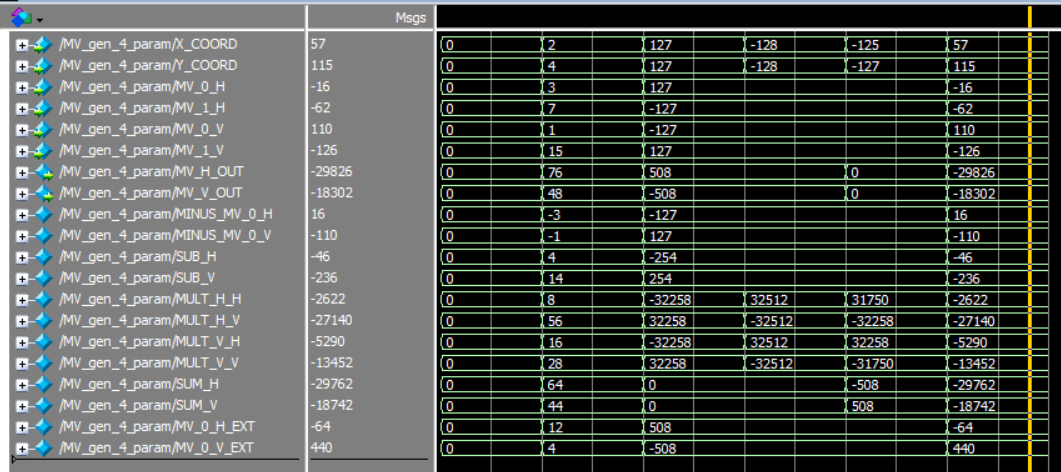 Msgs
/MV_gen_4_param/X_COORD 57 0 2 127 -128 -125 57
/MV_gen_4_param/Y_COORD 115 0 4 127 -128 -127 115
/MV_gen_4_param/MV_0_H -16 0 3 127 -16
/MV_gen_4_param/MV_1_H -62 0 7 -127 -62
/MV_gen_4_param/MV_0_V 110 0 1 -127 110
/MV_gen_4_param/MV_1_V -126 0 15 127 -126
/MV_gen_4_param/MV_H_OUT -29826 0 76 508 0 -29826
/MV_gen_4_param/MV_V_OUT -18302 0 48 -508 0 -18302
/MV_gen_4_param/MINUS_MV_0_H 16 0 -3 -127 16
/MV_gen_4_param/MINUS_MV_0_V -110 0 -1 127 -110
/MV_gen_4_param/SUB_H -46 0 4 -254 -46
/MV_gen_4_param/SUB_V -236 0 14 254 -236
/MV_gen_4_param/MULT_H_H -2622 0 8 -32258 32512 31750 -2622
/MV_gen_4_param/MULT_H_V -27140 0 56 32258 -32512 -32258 -27140
/MV_gen_4_param/MULT_V_H -5290 0 16 -32258 32512 32258 -5290
/MV_gen_4_param/MULT_V_V -13452 0 28 32258 -32512 -31750 -13452
/MV_gen_4_param/SUM_H -29762 0 64 0 -508 -29762
/MV_gen_4_param/SUM_V -18742 0 44 0 508 -18742
/MV_gen_4_param/MV_0_H_EXT -64 0 12 508 -64
/MV_gen_4_param/MV_0_V_EXT 440 0 4 -508 440